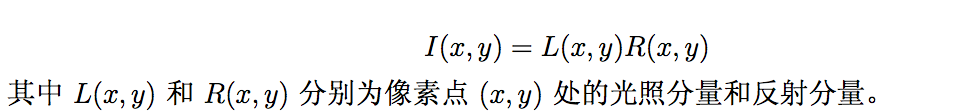 I(x, y) = L(x, y)R(x, y)
其中 L(x, y) 和 R(x, y) 分别为像素点 (x, y) 处的光照分量和反射分量。